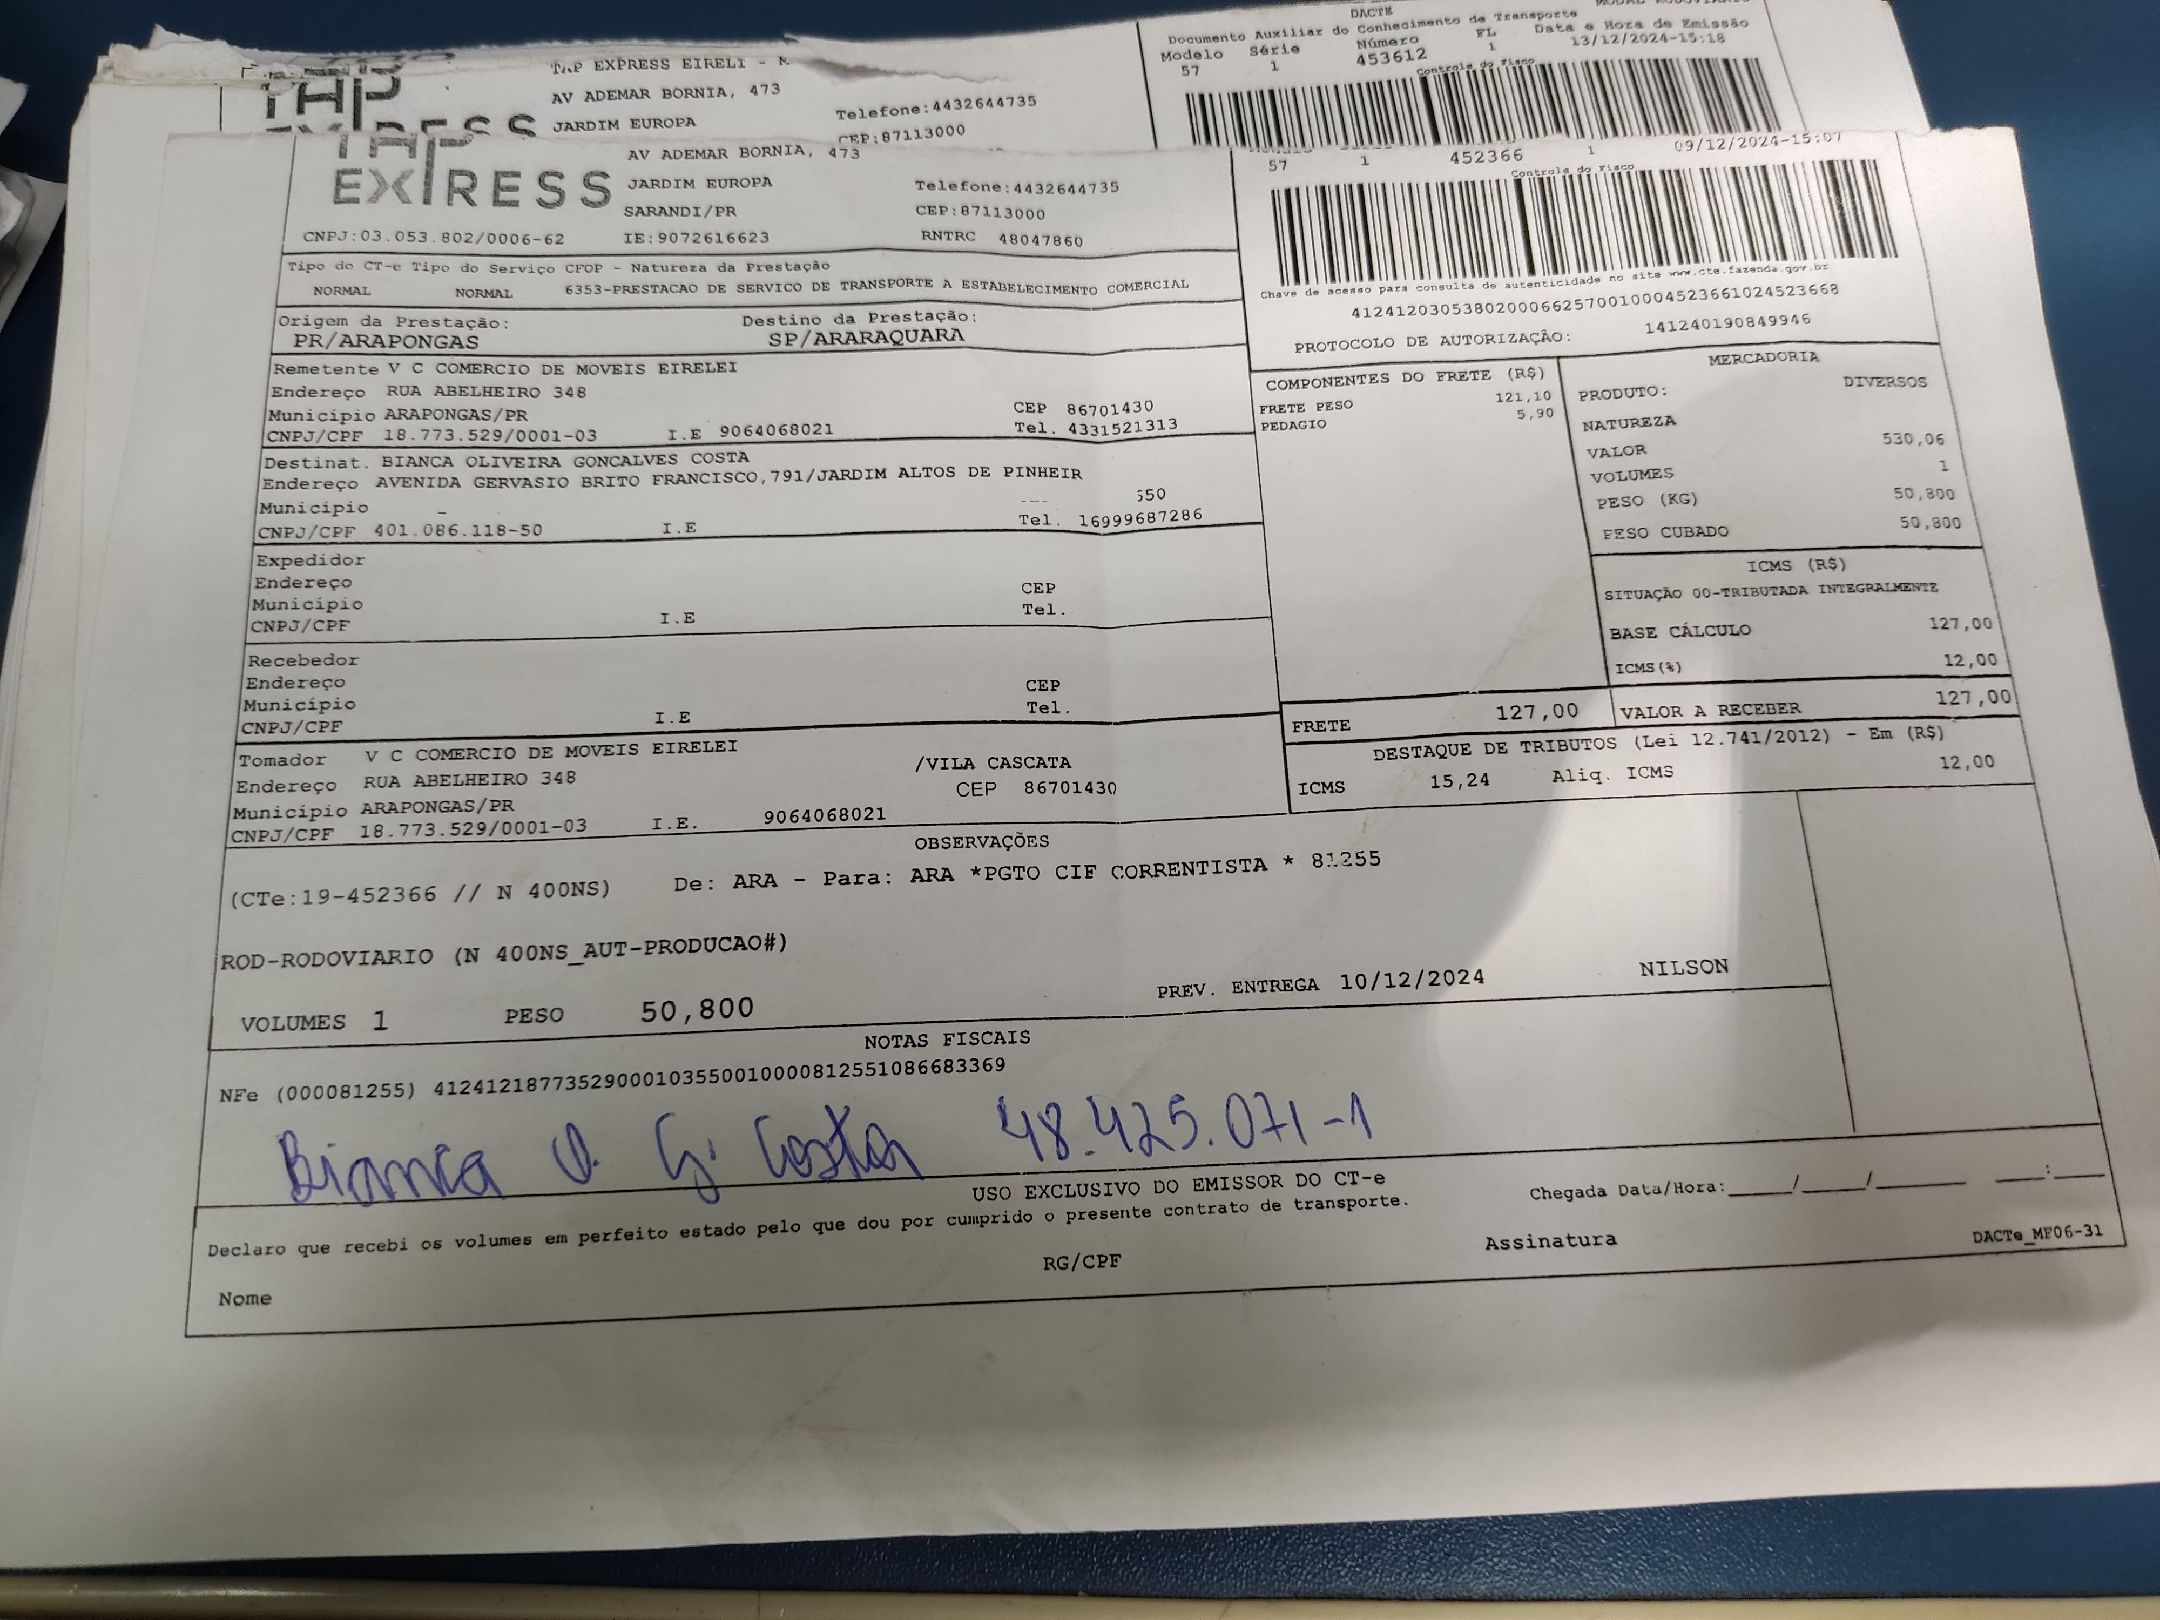 DACTE
Documento Auxiliar do Conhecimento de Transporte
Modelo Série Número FL Data e Hora de Emissão
57 1 453612 1 13/12/2024-15:18
Controle do Fisco
TAP EXPRESS EIRELI -
AV ADEMAR BORNIA, 473
JARDIM EUROPA
Telefone:4432644735
CEP:87113000
TAP
EXPRESS
AV ADEMAR BORNIA, 473
JARDIM EUROPA Telefone:4432644735
SARANDI/PR CEP:87113000
CNPJ:03.053.802/0006-62 IE:9072616623 RNTRC 48047860
57 1 452366 1 09/12/2024-15:07
Controle do Fisco
Chave de acesso para consulta de autenticidade no site www.cte.fazenda.gov.br
41241203053802000662570010004523661024523668
PROTOCOLO DE AUTORIZAÇÃO: 141240190849946
Tipo do CT-e Tipo do Serviço CFOP - Natureza da Prestação
NORMAL NORMAL 6353-PRESTACAO DE SERVICO DE TRANSPORTE A ESTABELECIMENTO COMERCIAL
Origem da Prestação: Destino da Prestação:
PR/ARAPONGAS SP/ARARAQUARA
Remetente V C COMERCIO DE MOVEIS EIRELEI
Endereço RUA ABELHEIRO 348
Município ARAPONGAS/PR CEP 86701430
CNPJ/CPF 18.773.529/0001-03 I.E 9064068021 Tel. 4331521313
Destinat. BIANCA OLIVEIRA GONCALVES COSTA
Endereço AVENIDA GERVASIO BRITO FRANCISCO,791/JARDIM ALTOS DE PINHEIR
Município 550
CNPJ/CPF 401.086.118-50 I.E Tel. 16999687286
Expedidor
Endereço CEP
Município Tel.
CNPJ/CPF I.E
Recebedor
Endereço CEP
Município Tel.
CNPJ/CPF I.E
Tomador V C COMERCIO DE MOVEIS EIRELEI /VILA CASCATA
Endereço RUA ABELHEIRO 348 CEP 86701430
Município ARAPONGAS/PR
CNPJ/CPF 18.773.529/0001-03 I.E. 9064068021
COMPONENTES DO FRETE (R$)
FRETE PESO 121,10
PEDAGIO 5,90
MERCADORIA
PRODUTO: DIVERSOS
NATUREZA
VALOR 530,06
VOLUMES 1
PESO (KG) 50,800
PESO CUBADO 50,800
ICMS (R$)
SITUAÇÃO 00-TRIBUTADA INTEGRALMENTE
BASE CÁLCULO 127,00
ICMS(%) 12,00
FRETE 127,00 VALOR A RECEBER 127,00
DESTAQUE DE TRIBUTOS (Lei 12.741/2012) - Em (R$)
ICMS 15,24 Aliq. ICMS 12,00
OBSERVAÇÕES
(CTe:19-452366 // N 400NS) De: ARA - Para: ARA *PGTO CIF CORRENTISTA * 81255
ROD-RODOVIARIO (N 400NS_AUT-PRODUCAO#)
VOLUMES 1 PESO 50,800 PREV. ENTREGA 10/12/2024 NILSON
NOTAS FISCAIS
NFe (000081255) 41241218773529000103550010000812551086683369
Bianca O. G. Costa 48.425.071-1
USO EXCLUSIVO DO EMISSOR DO CT-e
Declaro que recebi os volumes em perfeito estado pelo que dou por cumprido o presente contrato de transporte.
Chegada Data/Hora:_____/_____/_______ ____:____
Nome RG/CPF Assinatura
DACTe_MF06-31